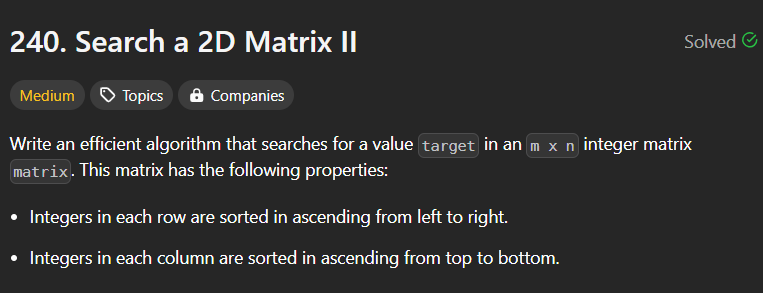 240. Search a 2D Matrix II
Solved
Medium Topics Companies
Write an efficient algorithm that searches for a value target in an m x n integer matrix
matrix. This matrix has the following properties:
• Integers in each row are sorted in ascending from left to right.
• Integers in each column are sorted in ascending from top to bottom.